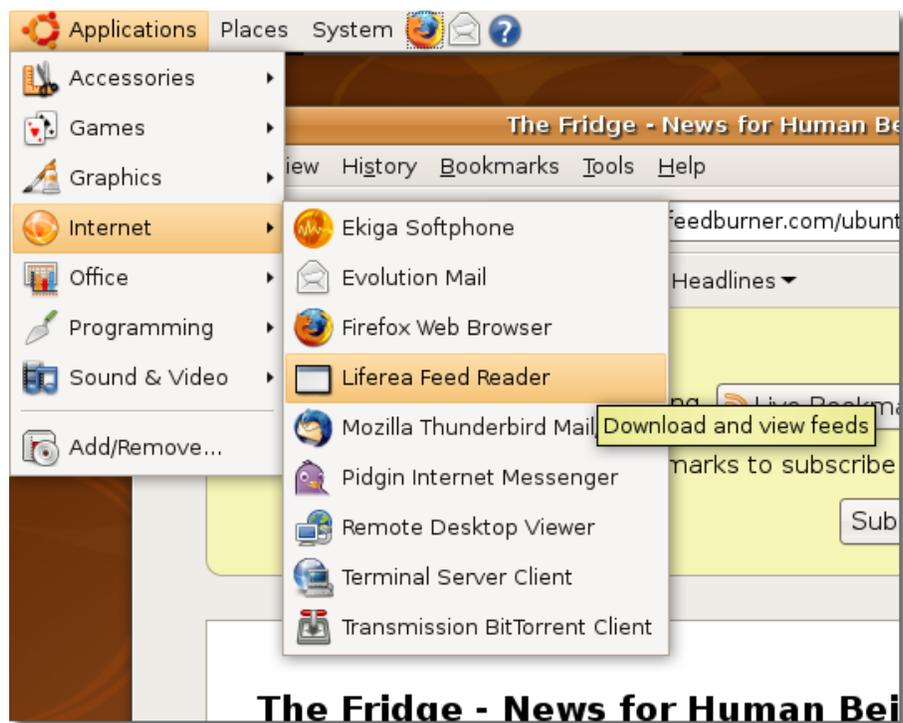 Applications Places System
Accessories
Games
Graphics
Internet
Office
Programming
Sound & Video
Add/Remove...
The Fridge - News for Human Be
iew History Bookmarks Tools Help
feedburner.com/ubunt
Headlines
Ekiga Softphone
Evolution Mail
Firefox Web Browser
Liferea Feed Reader
Mozilla Thunderbird Mail
Pidgin Internet Messenger
Remote Desktop Viewer
Terminal Server Client
Transmission BitTorrent Client
Download and view feeds
marks to subscribe
Sub
The Fridge - News for Human Bei